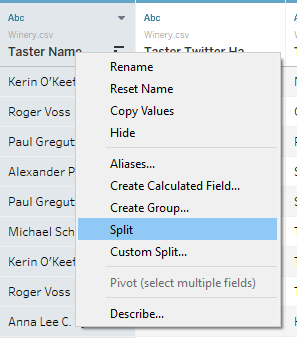 Abc Abc
Winery.csv Winery.csv
Taster Name Taster Twitter Ha
Kerin O'Keef
Roger Voss
Paul Gregut
Alexander P
Paul Gregut
Michael Sch
Kerin O'Keef
Roger Voss
Anna Lee C.
Rename
Reset Name
Copy Values
Hide
Aliases...
Create Calculated Field...
Create Group...
Split
Custom Split...
Pivot (select multiple fields)
Describe...